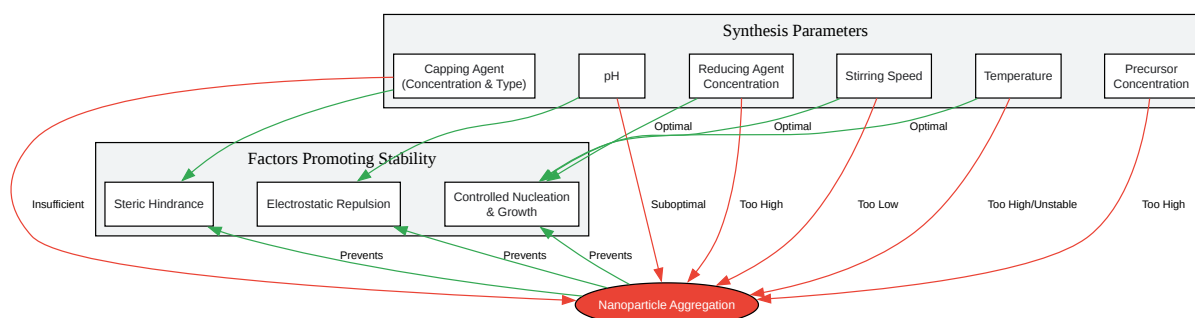 Synthesis Parameters
Capping Agent
(Concentration & Type)
pH
Reducing Agent
Concentration
Stirring Speed
Temperature
Precursor
Concentration
Optimal
Optimal
Optimal
Factors Promoting Stability
Steric Hindrance
Electrostatic Repulsion
Controlled Nucleation
& Growth
Insufficient
Suboptimal
Too High
Too Low
Too High/Unstable
Too High
Prevents
Prevents
Prevents
Nanoparticle Aggregation